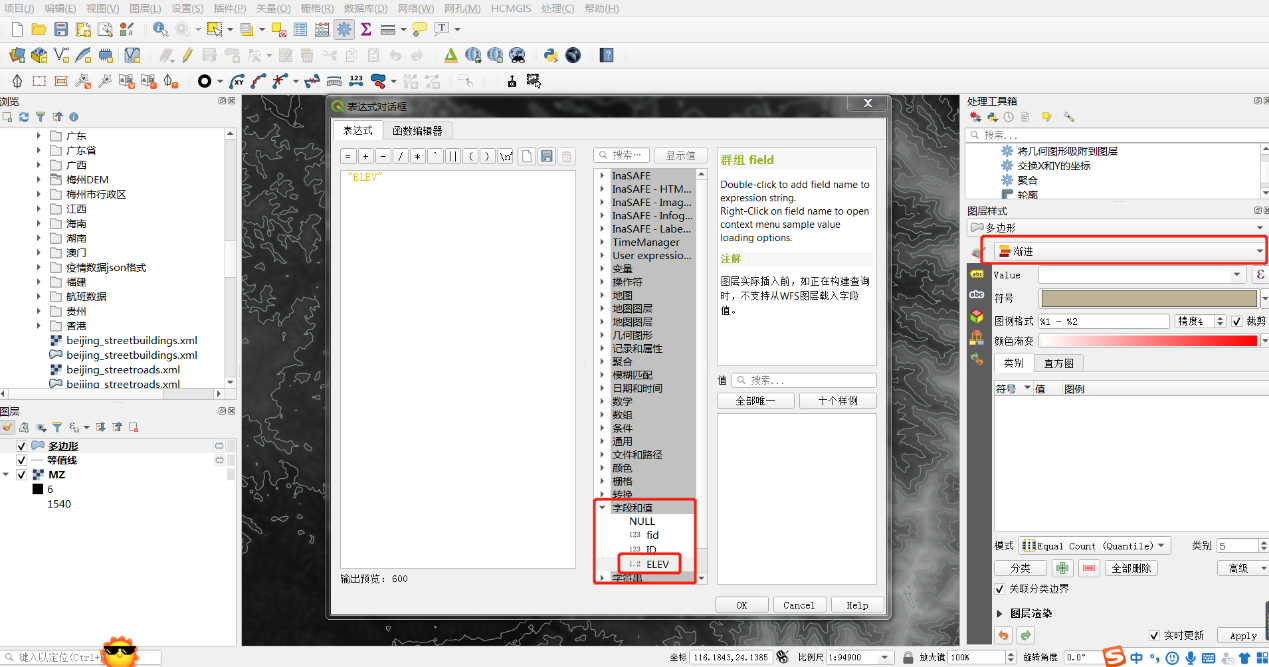 项目(J) 编辑(E) 视图(V) 图层(L) 设置(S) 插件(P) 矢量(O) 栅格(R) 数据库(D) 网络(W) 网孔(M) HCMGIS 处理(C) 帮助(H)
浏览
广东
广东省
广西
梅州DEM
梅州市行政区
江西
海南
湖南
澳门
疫情数据json格式
福建
航班数据
贵州
香港
beijing_streetbuildings.xml
beijing_streetbuildings.xml
beijing_streetroads.xml
beijing_streetroads.xml
图层
多边形
等值线
MZ
6
1540
表达式对话框
X
表达式 函数编辑器
= + - / * ^ || ( ) '\n'
"ELEV"
输出预览: 600
搜索… 显示值
InaSAFE
InaSAFE - HTM...
InaSAFE - Imag...
InaSAFE - Infog...
InaSAFE - Labe...
TimeManager
User expressio...
变量
操作符
地图
地图图层
地图图层
几何图形
记录和属性
聚合
模糊匹配
日期和时间
数学
数组
条件
通用
文件和路径
颜色
栅格
转换
字段和值
NULL
123 fid
123 ID
1.2 ELEV
字符串
群组 field
Double-click to add field name to
expression string.
Right-Click on field name to open
context menu sample value
loading options.
注解
图层实际插入前，如正在构建查询
时，不支持从WFS图层载入字段
值。
值 搜索...
全部唯一 十个样例
OK Cancel Help
处理工具箱
搜索...
将几何图形吸附到图层
交换X和Y的坐标
聚合
轮廓
图层样式
多边形
渐进
Value ε
符号
图例格式 %1 - %2 精度4 裁剪
颜色渐变
类别 直方图
符号 值 图例
模式 Equal Count (Quantile) 类别 5
分类 全部删除 高级
关联分类边界
图层渲染
实时更新 Apply
键入以定位(Ctrl+
坐标 116.1843,24.1385 比例尺 1:94900 放大镜 100% 旋转角度 0.0°
S 中